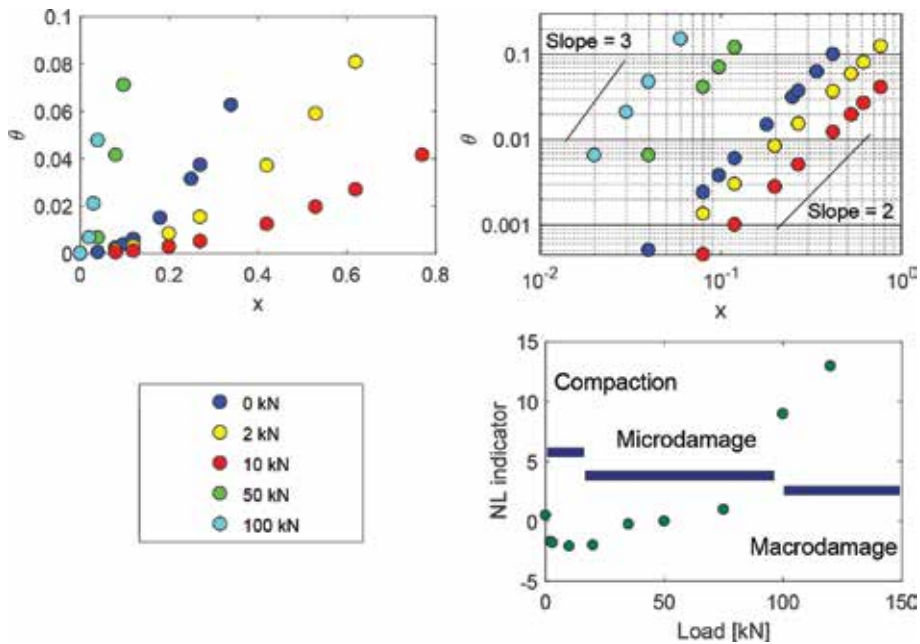 0.1
0.08
0.06
0.04
0.02
0
θ
0 0.2 0.4 0.6 0.8
x
Slope = 3
0.1
0.01
0.001
θ
Slope = 2
10-2 10-1 100
x
0 kN
2 kN
10 kN
50 kN
100 kN
15
10
5
0
-5
NL indicator
Compaction
Microdamage
Macrodamage
0 50 100 150
Load [kN]